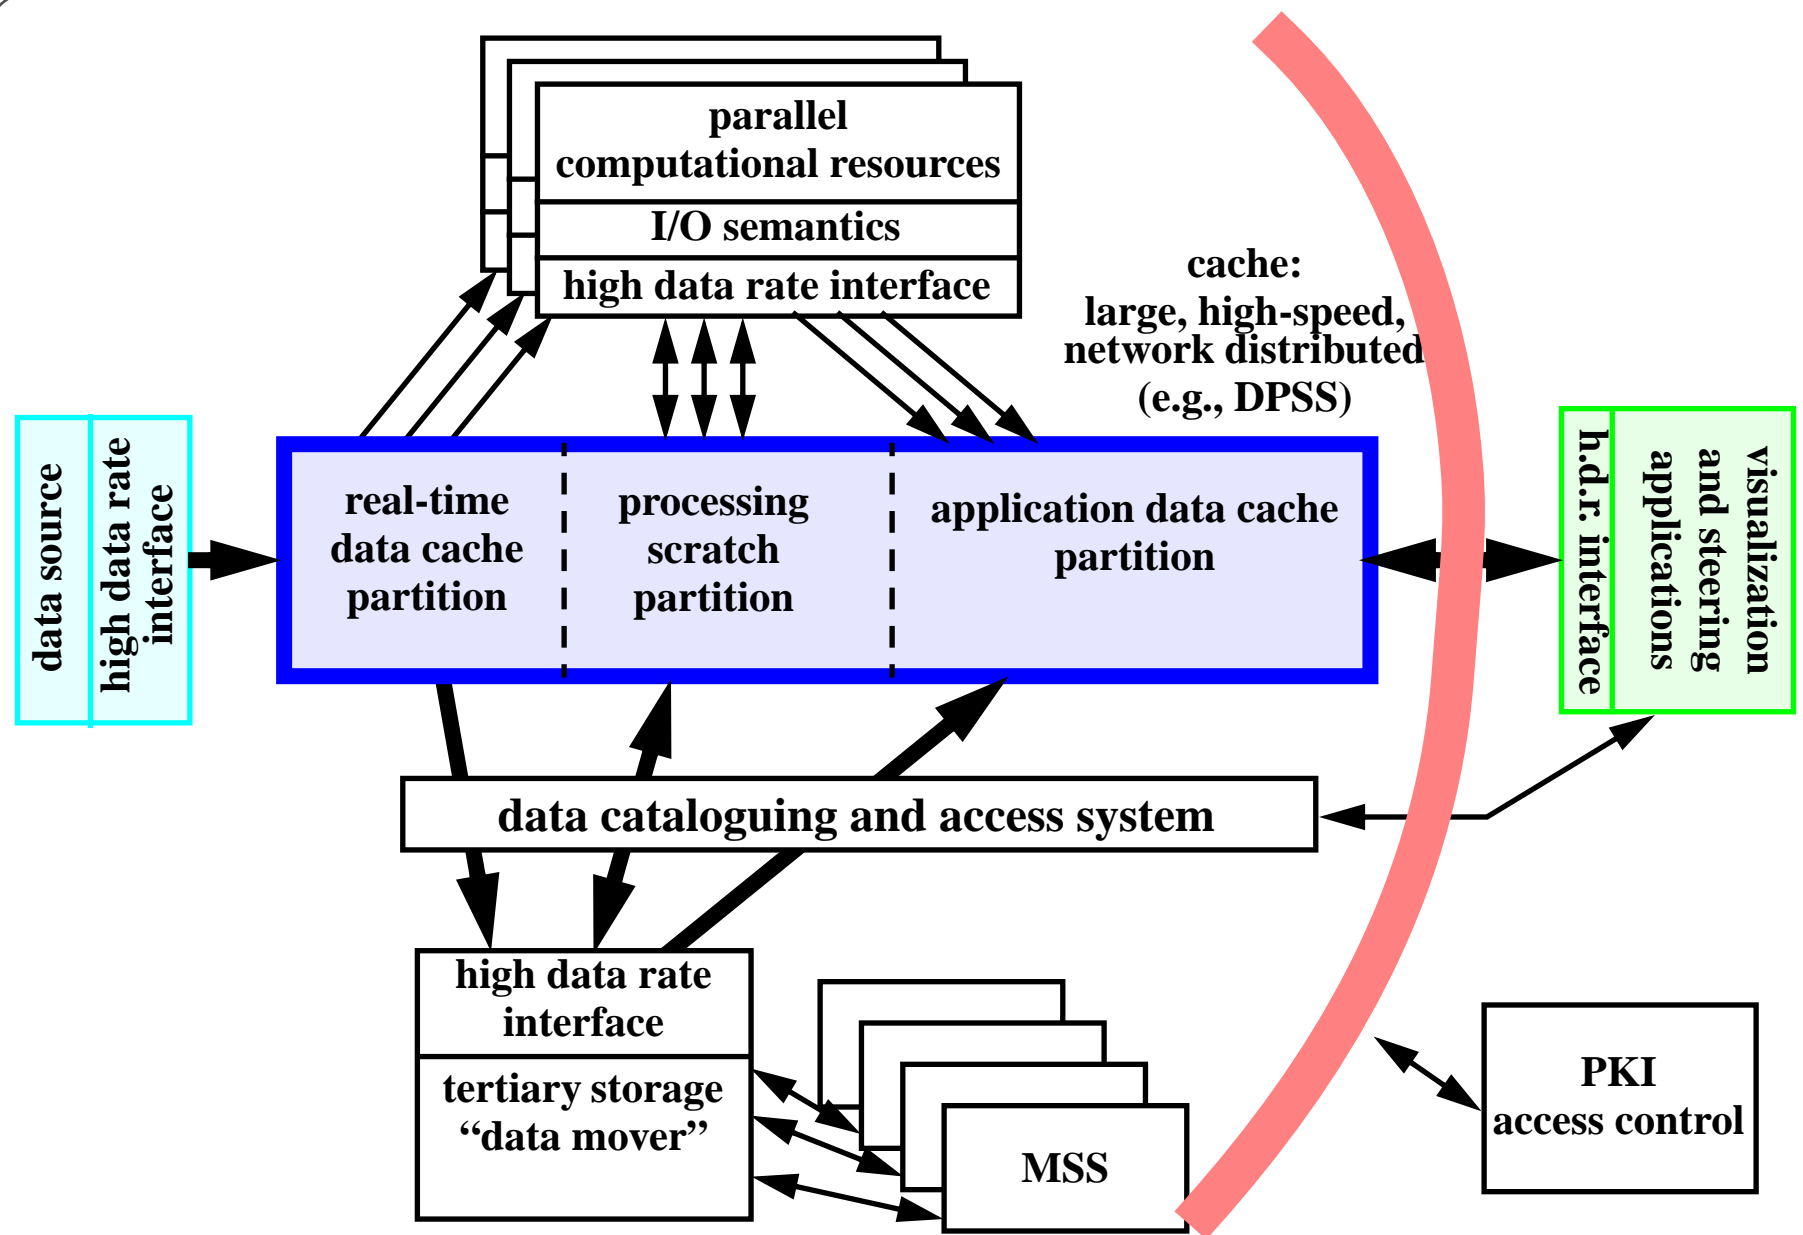 parallel
computational resources
I/O semantics
high data rate interface
cache:
large, high-speed,
network distributed
(e.g., DPSS)
data source
high data rate
interface
real-time
data cache
partition
processing
scratch
partition
application data cache
partition
h.d.r. interface
visualization
and steering
applications
data cataloguing and access system
high data rate
interface
tertiary storage
“data mover”
MSS
PKI
access control